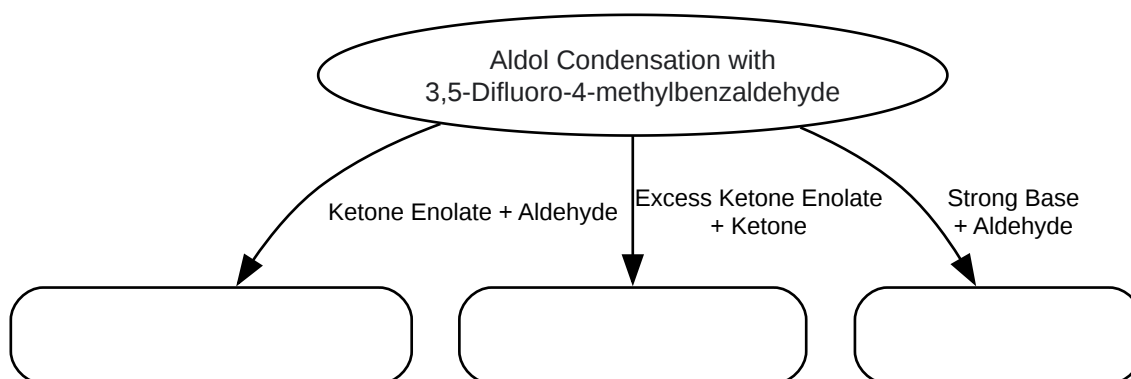 Aldol Condensation with
3,5-Difluoro-4-methylbenzaldehyde
Ketone Enolate + Aldehyde
Excess Ketone Enolate
+ Ketone
Strong Base
+ Aldehyde